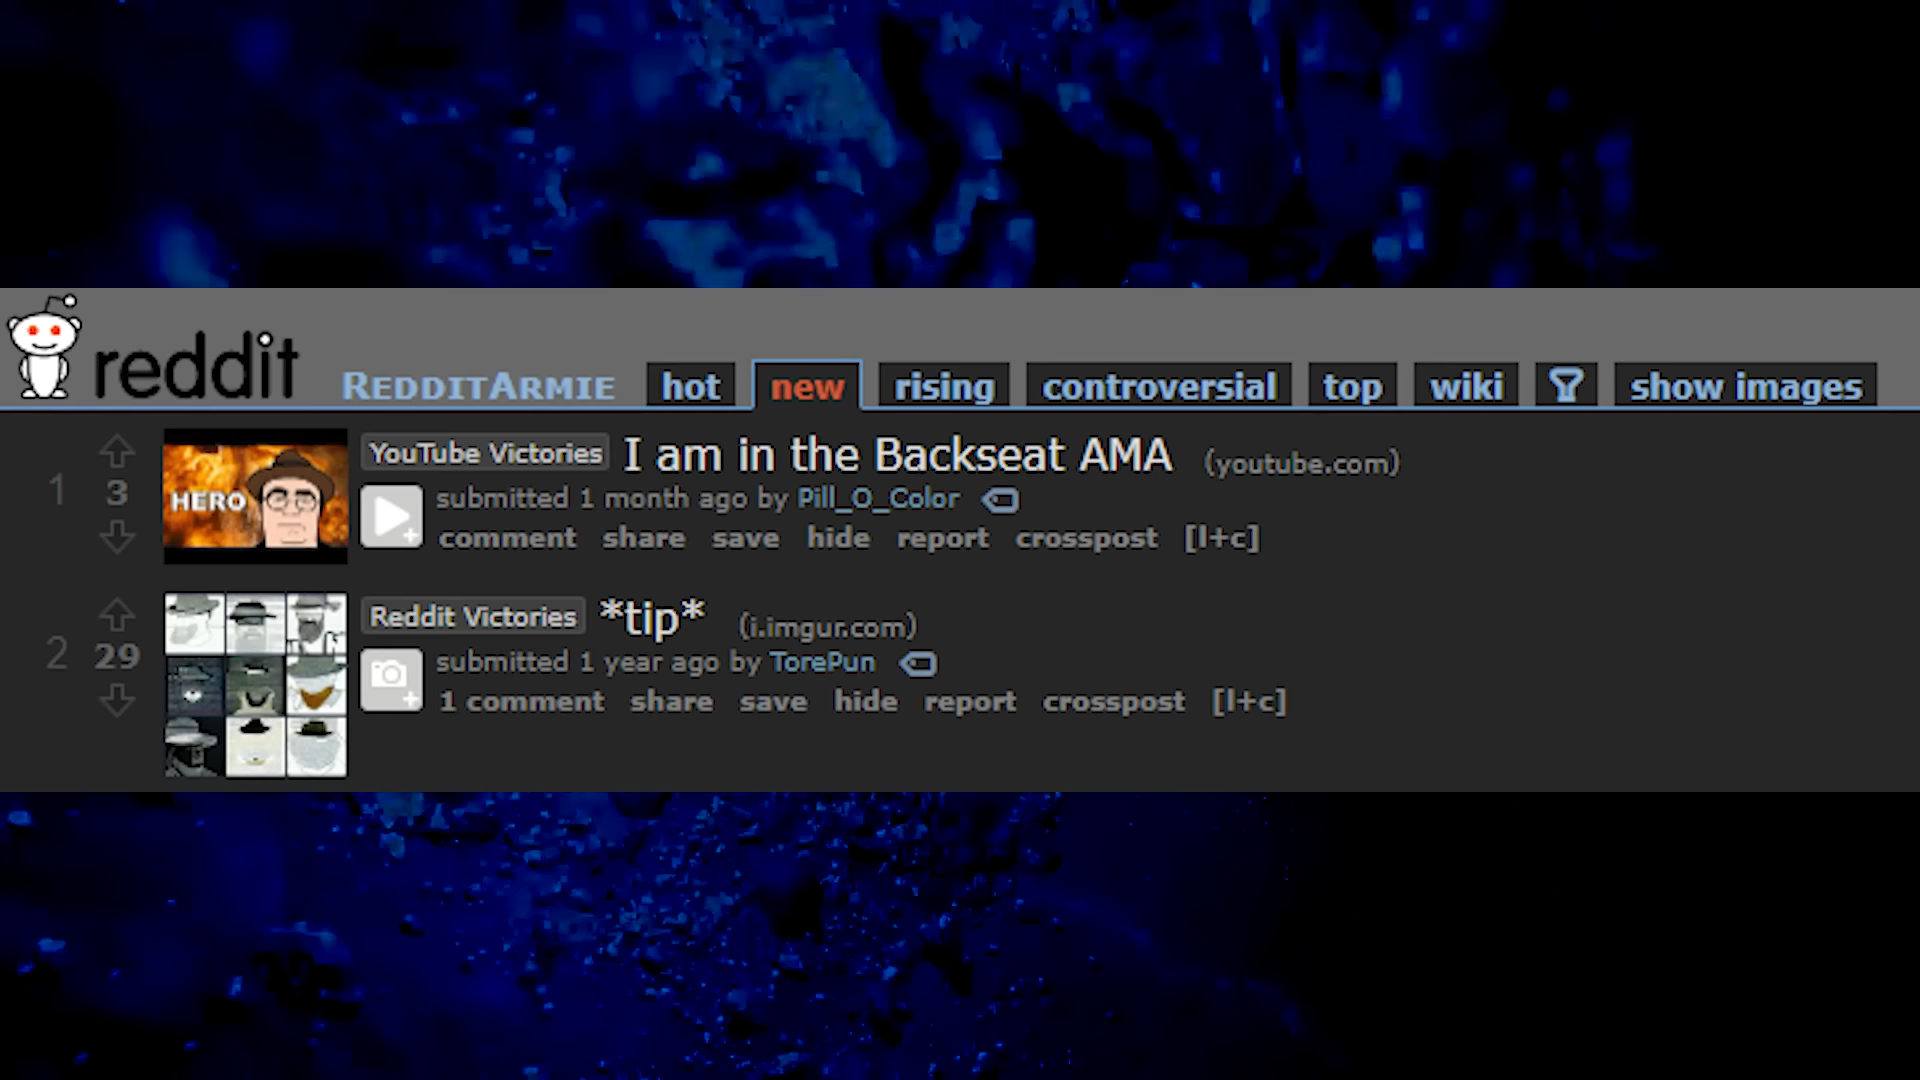 reddit REDDITARMIE hot new rising controversial top wiki show images
1 3 HERO YouTube Victories I am in the Backseat AMA (youtube.com)
submitted 1 month ago by Pill_O_Color
comment share save hide report crosspost [l+c]
2 29 Reddit Victories *tip* (i.imgur.com)
submitted 1 year ago by TorePun
1 comment share save hide report crosspost [l+c]